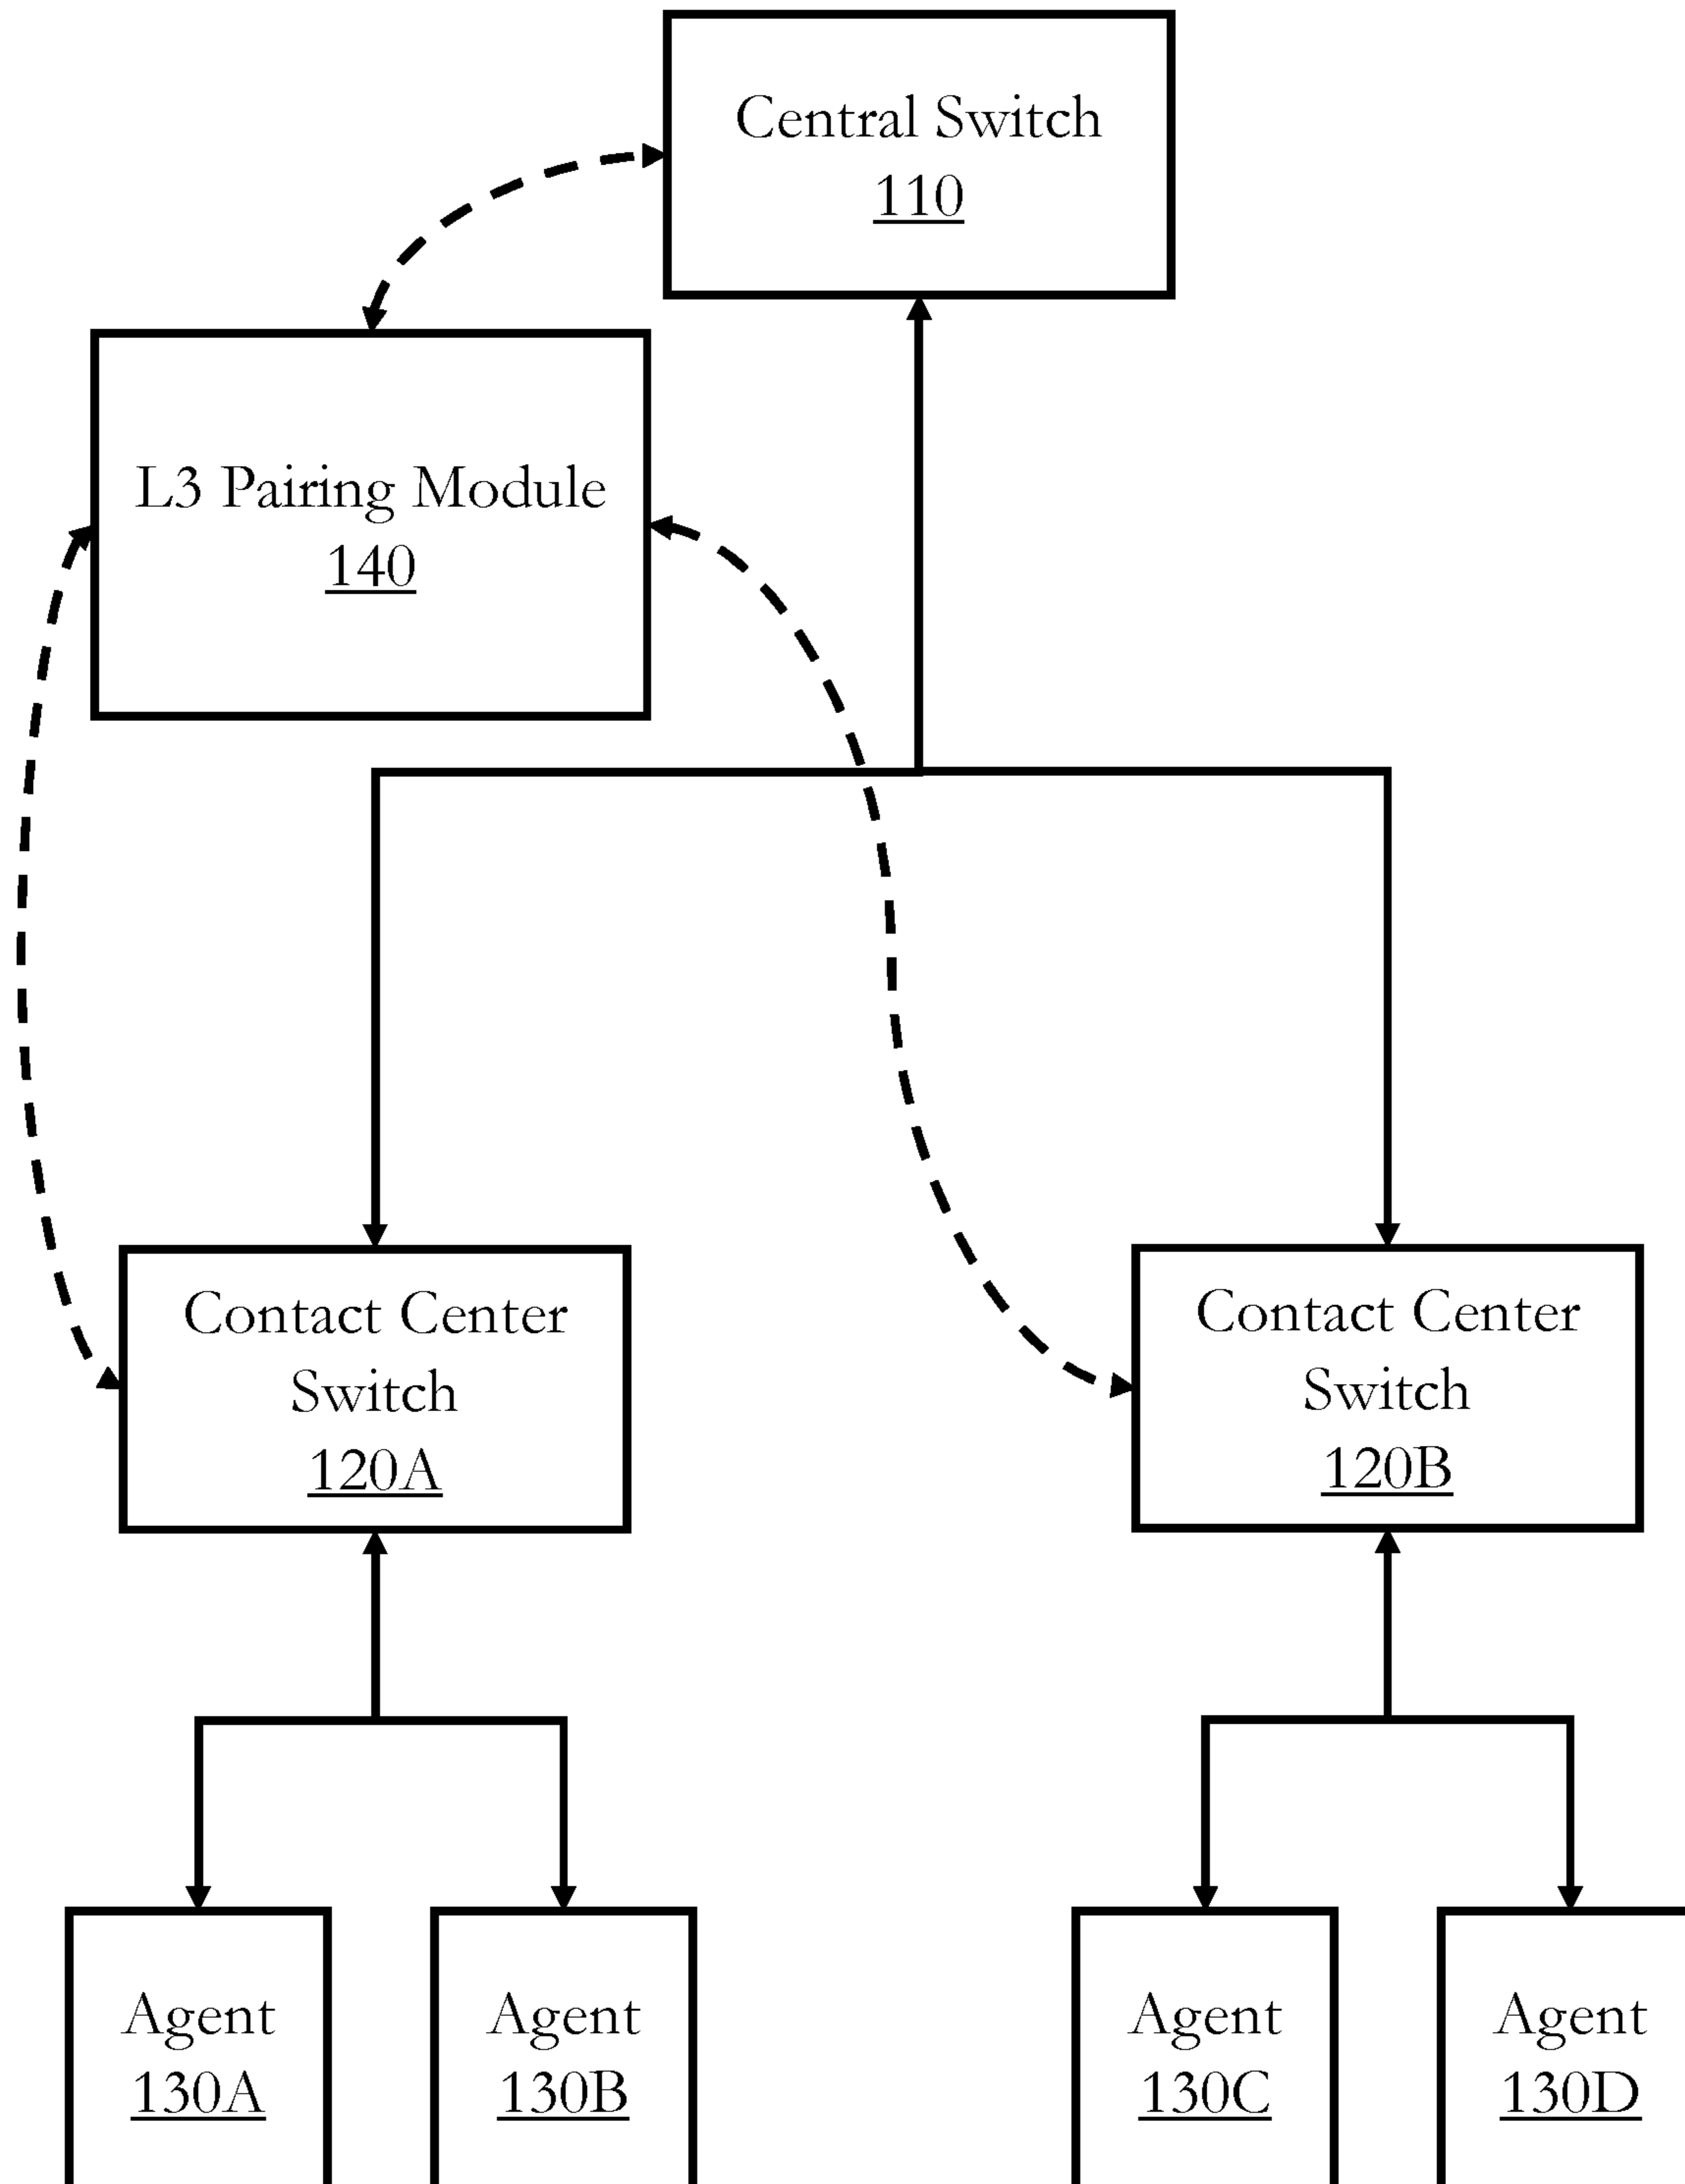 Central Switch
110
L3 Pairing Module
140
Contact Center
Switch
120A
Contact Center
Switch
120B
Agent
130A
Agent
130B
Agent
130C
Agent
130D